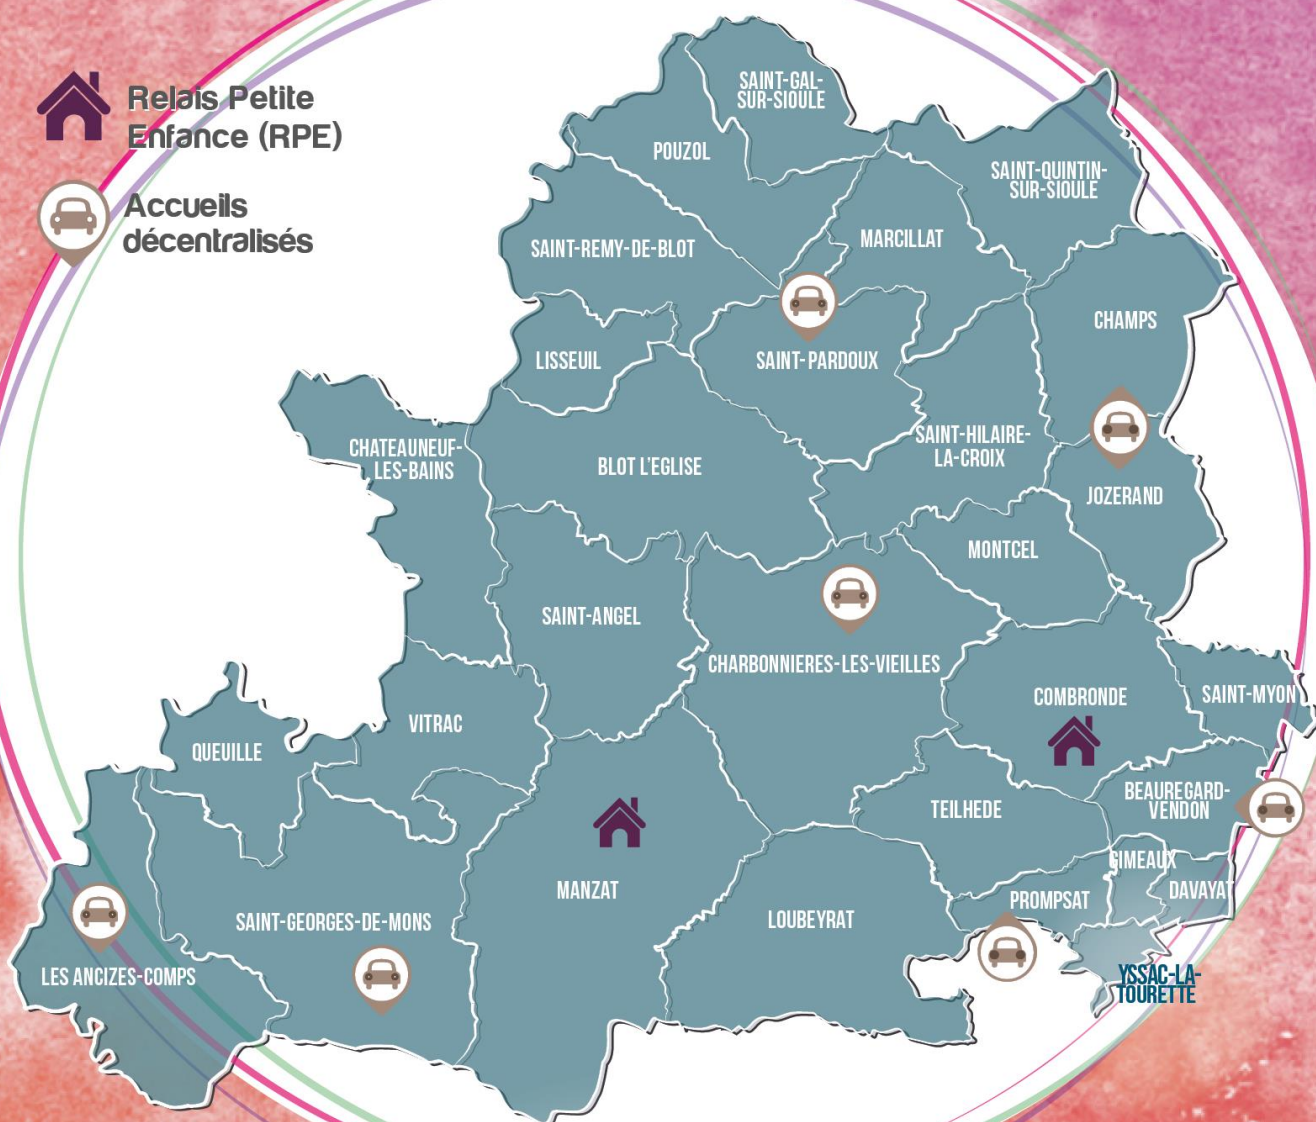 Relais Petite
Enfance (RPE)
Accueils
décentralisés
SAINT-GAL-
SUR-SIOULE
POUZOL
SAINT-QUINTIN-
SUR-SIOULE
SAINT-REMY-DE-BLOT
MARCILLAT
CHAMPS
LISSEUIL
SAINT-PARDOUX
CHATEAUNEUF-
LES-BAINS
BLOT L'EGLISE
SAINT-HILAIRE-
LA-CROIX
JOZERAND
MONTCEL
SAINT-ANGEL
CHARBONNIERES-LES-VIEILLES
COMBRONDE
SAINT-MYON
VITRAC
QUEUILLE
TEILHEDE
BEAUREGARD-
VENDON
GIMEAUX
DAVAYAT
MANZAT
PROMPSAT
LOUBEYRAT
SAINT-GEORGES-DE-MONS
LES ANCIZES-COMPS
YSSAC-LA-
TOURETTE